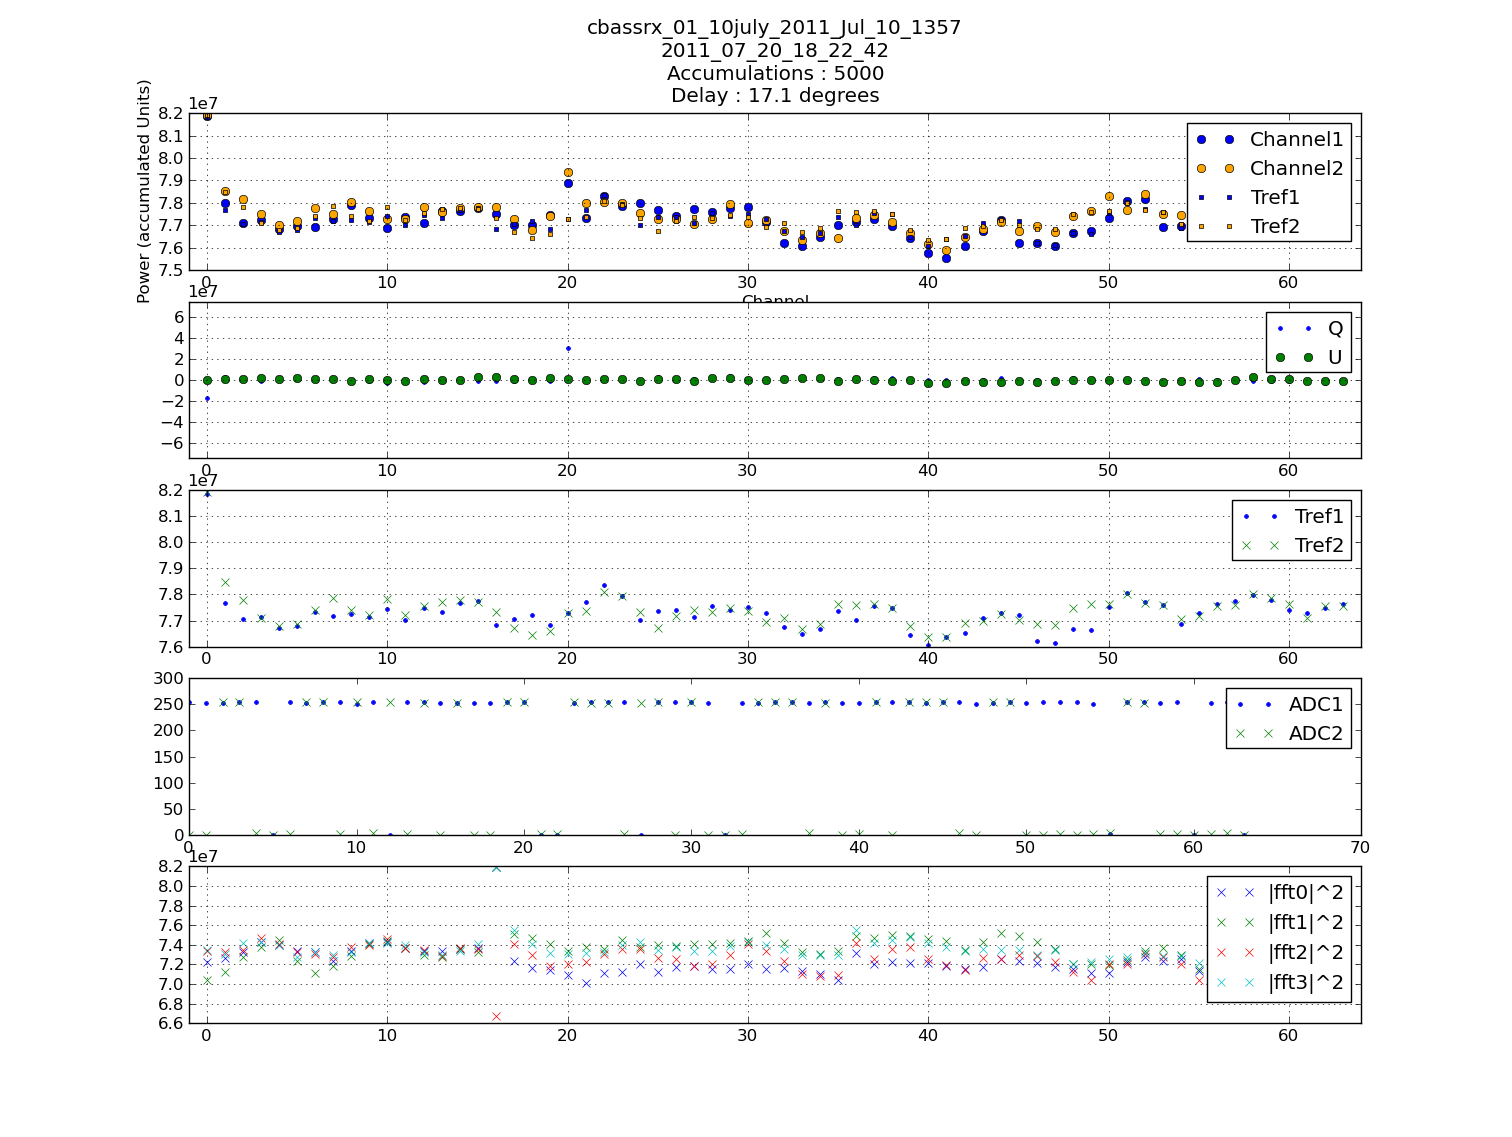 cbassrx_01_10july_2011_Jul_10_1357
2011_07_20_18_22_42
Accumulations : 5000
Delay : 17.1 degrees
Power (accumulated Units)
1e7
8.2
8.1
8.0
7.9
7.8
7.7
7.6
7.5
Channel1
Channel2
Tref1
Tref2
0 10 20 30 40 50 60
Channel
1e7
6
4
2
0
−2
−4
−6
Q
U
0 10 20 30 40 50 60
1e7
8.2
8.1
8.0
7.9
7.8
7.7
7.6
Tref1
Tref2
0 10 20 30 40 50 60
300
250
200
150
100
50
0
ADC1
ADC2
0 10 20 30 40 50 60 70
1e7
8.2
8.0
7.8
7.6
7.4
7.2
7.0
6.8
6.6
|fft0|^2
|fft1|^2
|fft2|^2
|fft3|^2
0 10 20 30 40 50 60